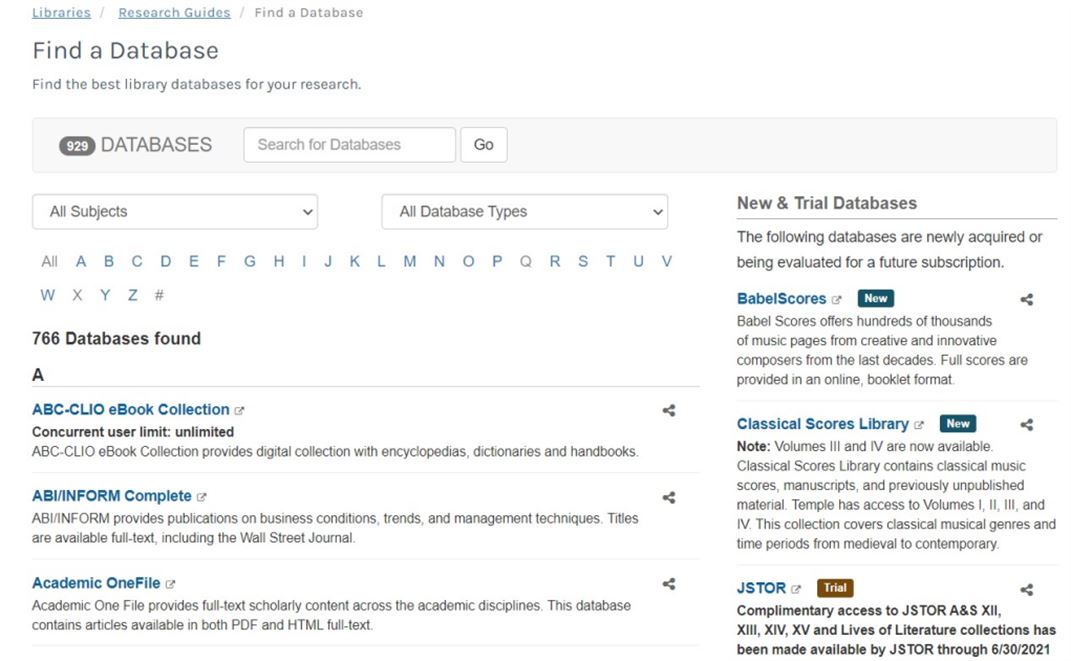 Libraries / Research Guides / Find a Database
Find a Database
Find the best library databases for your research.
929 DATABASES Search for Databases Go
All Subjects All Database Types
All A B C D E F G H I J K L M N O P Q R S T U V
W X Y Z #
766 Databases found
A
ABC-CLIO eBook Collection
Concurrent user limit: unlimited
ABC-CLIO eBook Collection provides digital collection with encyclopedias, dictionaries and handbooks.
ABI/INFORM Complete
ABI/INFORM provides publications on business conditions, trends, and management techniques. Titles
are available full-text, including the Wall Street Journal.
Academic OneFile
Academic One File provides full-text scholarly content across the academic disciplines. This database
contains articles available in both PDF and HTML full-text.
New & Trial Databases
The following databases are newly acquired or
being evaluated for a future subscription.
BabelScores New
Babel Scores offers hundreds of thousands
of music pages from creative and innovative
composers from the last decades. Full scores are
provided in an online, booklet format.
Classical Scores Library New
Note: Volumes III and IV are now available.
Classical Scores Library contains classical music
scores, manuscripts, and previously unpublished
material. Temple has access to Volumes I, II, III, and
IV. This collection covers classical musical genres and
time periods from medieval to contemporary.
JSTOR Trial
Complimentary access to JSTOR A&S XII,
XIII, XIV, XV and Lives of Literature collections has
been made available by JSTOR through 6/30/2021